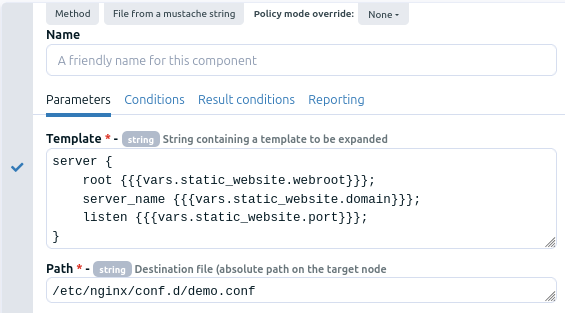 Method File from a mustache string Policy mode override: None
Name
A friendly name for this component
Parameters Conditions Result conditions Reporting
Template * - string String containing a template to be expanded
server {
    root {{{vars.static_website.webroot}}};
    server_name {{{vars.static_website.domain}}};
    listen {{{vars.static_website.port}}};
}
Path * - string Destination file (absolute path on the target node
/etc/nginx/conf.d/demo.conf